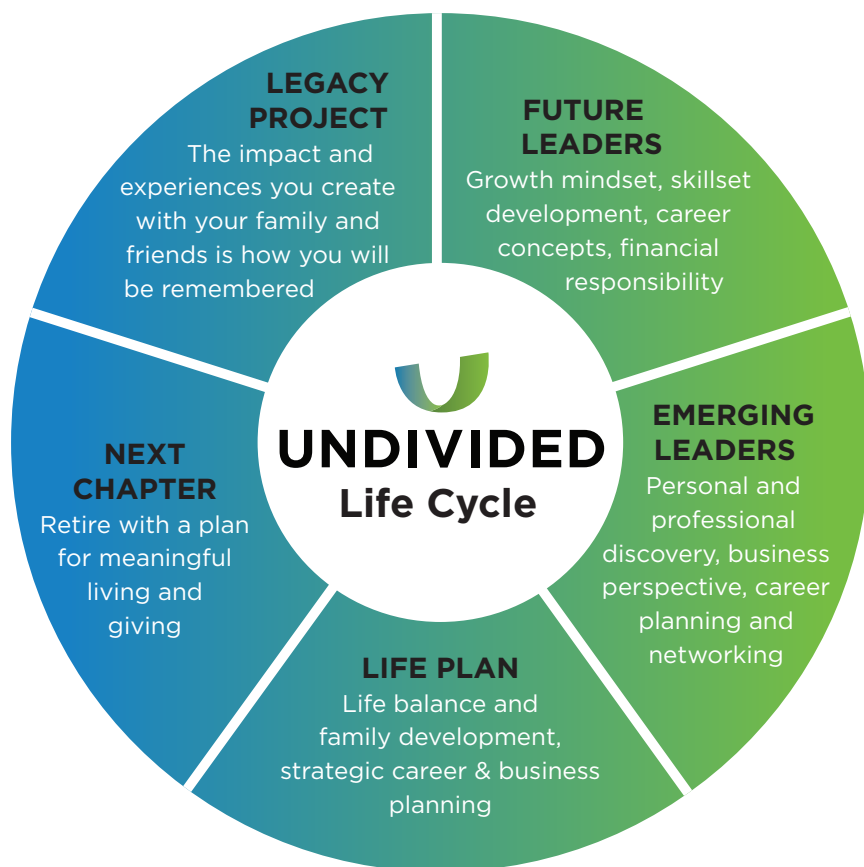 LEGACY
PROJECT
The impact and
experiences you create
with your family and
friends is how you will
be remembered
FUTURE
LEADERS
Growth mindset, skillset
development, career
concepts, financial
responsibility
EMERGING
LEADERS
Personal and
professional
discovery, business
perspective, career
planning and
networking
LIFE PLAN
Life balance and
family development,
strategic career & business
planning
NEXT
CHAPTER
Retire with a plan
for meaningful
living and
giving
UNDIVIDED
Life Cycle